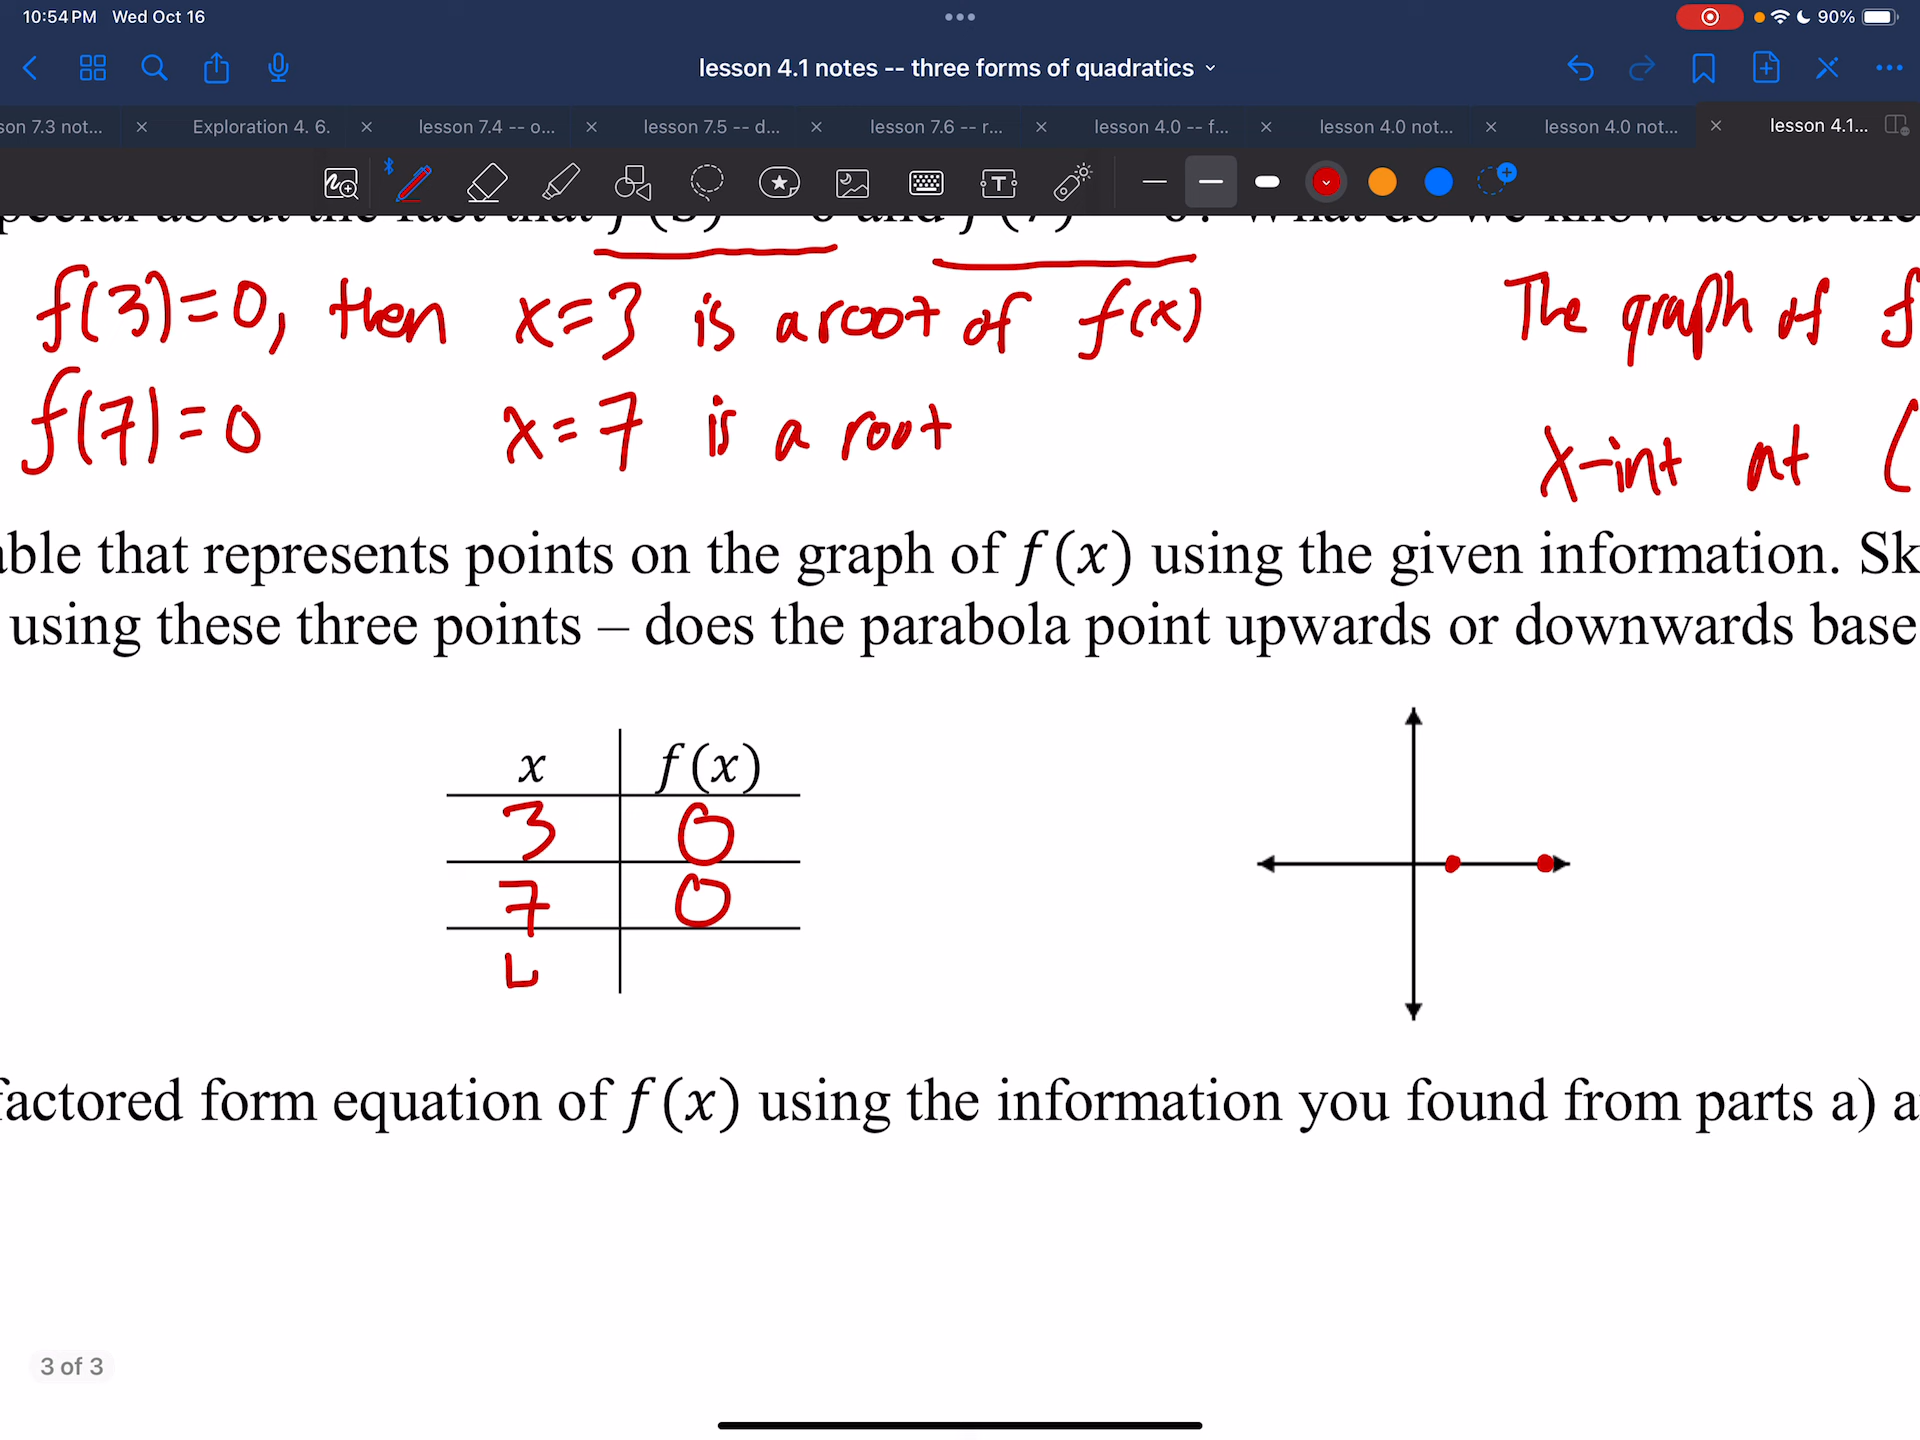 10:54 PM Wed Oct 16
90%
lesson 4.1 notes -- three forms of quadratics
son 7.3 not...
Exploration 4. 6.
lesson 7.4 -- o...
lesson 7.5 -- d...
lesson 7.6 -- r...
lesson 4.0 -- f...
lesson 4.0 not...
lesson 4.0 not...
lesson 4.1...
f(3)=0, then x=3 is a root of f(x)
The graph of f
f(7)=0 x=7 is a root
x-int at (
able that represents points on the graph of f(x) using the given information. Sk
using these three points – does the parabola point upwards or downwards base
x f(x)
3 0
7 0
factored form equation of f(x) using the information you found from parts a) a
3 of 3